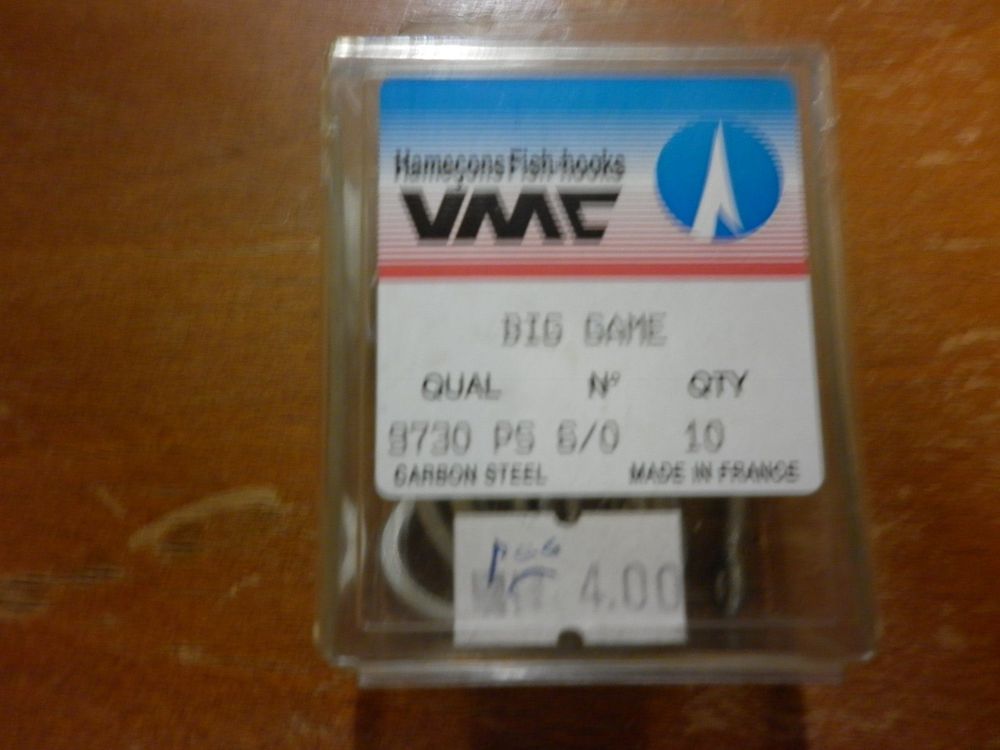 Hameçons Fish-hooks
VMC
BIG GAME
QUAL N° QTY
9730 PS 6/0 10
CARBON STEEL MADE IN FRANCE
4.00